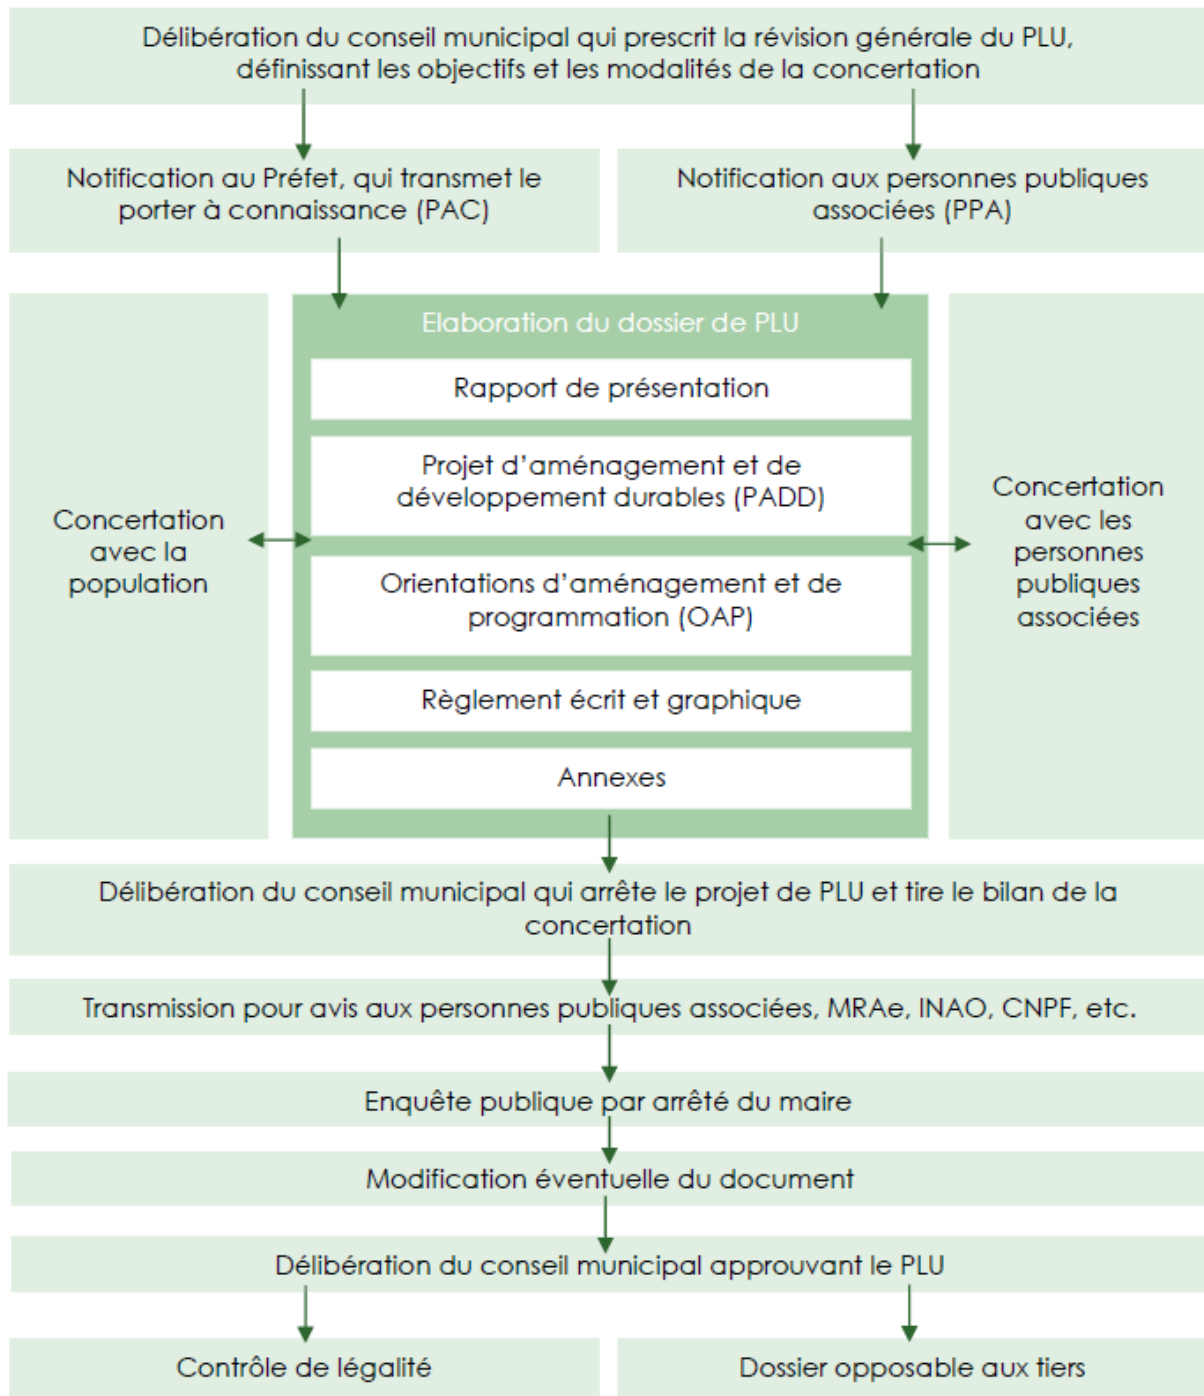 Délibération du conseil municipal qui prescrit la révision générale du PLU,
définissant les objectifs et les modalités de la concertation
Notification au Préfet, qui transmet le
porter à connaissance (PAC)
Notification aux personnes publiques
associées (PPA)
Elaboration du dossier de PLU
Rapport de présentation
Projet d’aménagement et de
développement durables (PADD)
Orientations d’aménagement et de
programmation (OAP)
Règlement écrit et graphique
Annexes
Concertation
avec la
population
Concertation
avec les
personnes
publiques
associées
Délibération du conseil municipal qui arrête le projet de PLU et tire le bilan de la
concertation
Transmission pour avis aux personnes publiques associées, MRAe, INAO, CNPF, etc.
Enquête publique par arrêté du maire
Modification éventuelle du document
Délibération du conseil municipal approuvant le PLU
Contrôle de légalité
Dossier opposable aux tiers